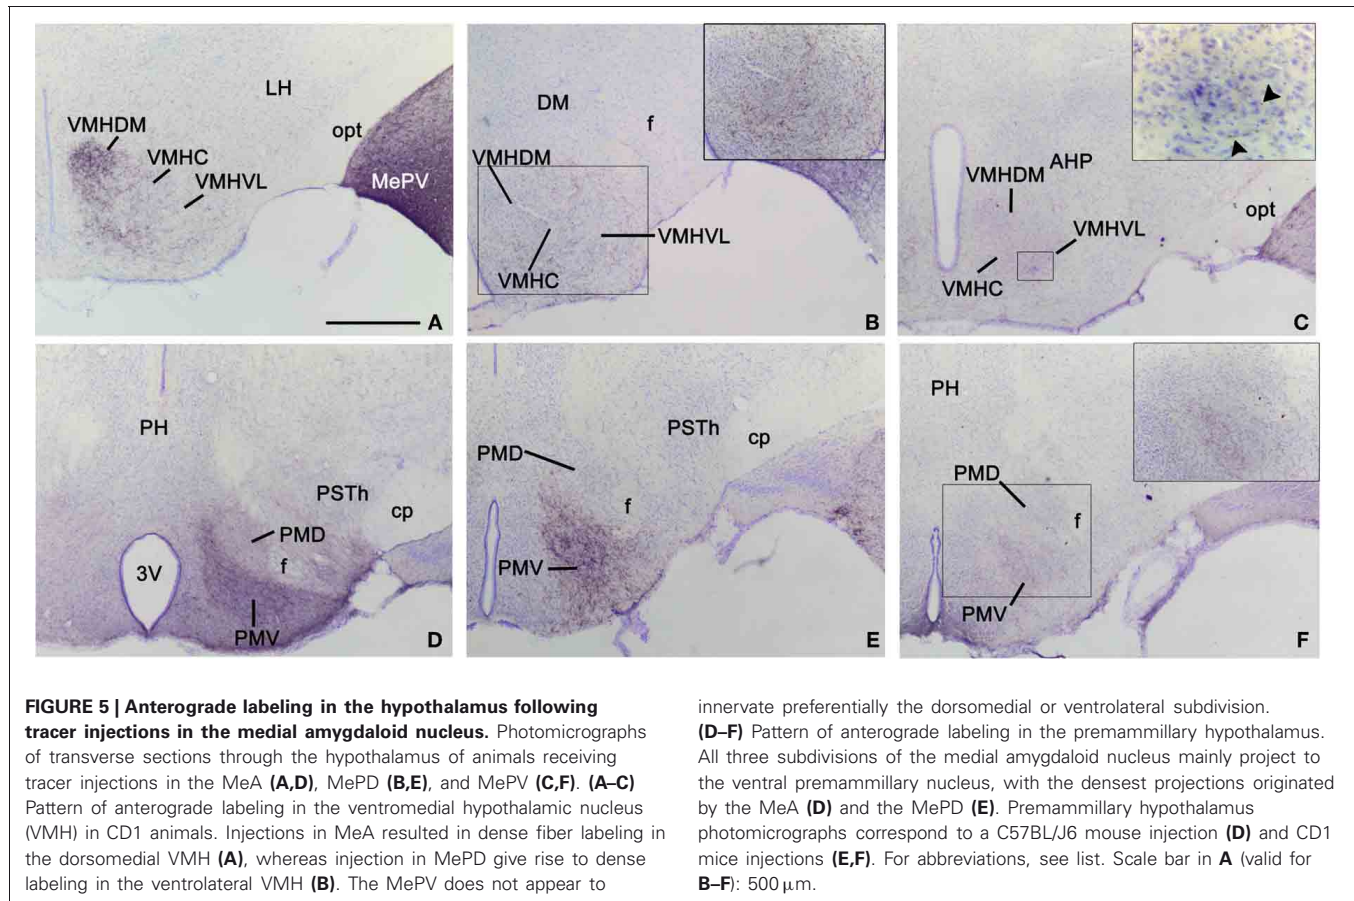 LH
VMHDM
opt
VMHC
VMHVL
MePV
A
DM
f
VMHDM
VMHVL
VMHC
B
AHP
VMHDM
opt
VMHVL
VMHC
C
PH
PSTh
cp
PMD
f
3V
PMV
D
PSTh
cp
PMD
f
PMV
E
PH
PMD
f
PMV
F
FIGURE 5 | Anterograde labeling in the hypothalamus following
tracer injections in the medial amygdaloid nucleus. Photomicrographs
of transverse sections through the hypothalamus of animals receiving
tracer injections in the MeA (A,D), MePD (B,E), and MePV (C,F). (A–C)
Pattern of anterograde labeling in the ventromedial hypothalamic nucleus
(VMH) in CD1 animals. Injections in MeA resulted in dense fiber labeling in
the dorsomedial VMH (A), whereas injection in MePD give rise to dense
labeling in the ventrolateral VMH (B). The MePV does not appear to
innervate preferentially the dorsomedial or ventrolateral subdivision.
(D–F) Pattern of anterograde labeling in the premammillary hypothalamus.
All three subdivisions of the medial amygdaloid nucleus mainly project to
the ventral premammillary nucleus, with the densest projections originated
by the MeA (D) and the MePD (E). Premammillary hypothalamus
photomicrographs correspond to a C57BL/J6 mouse injection (D) and CD1
mice injections (E,F). For abbreviations, see list. Scale bar in A (valid for
B–F): 500 μm.